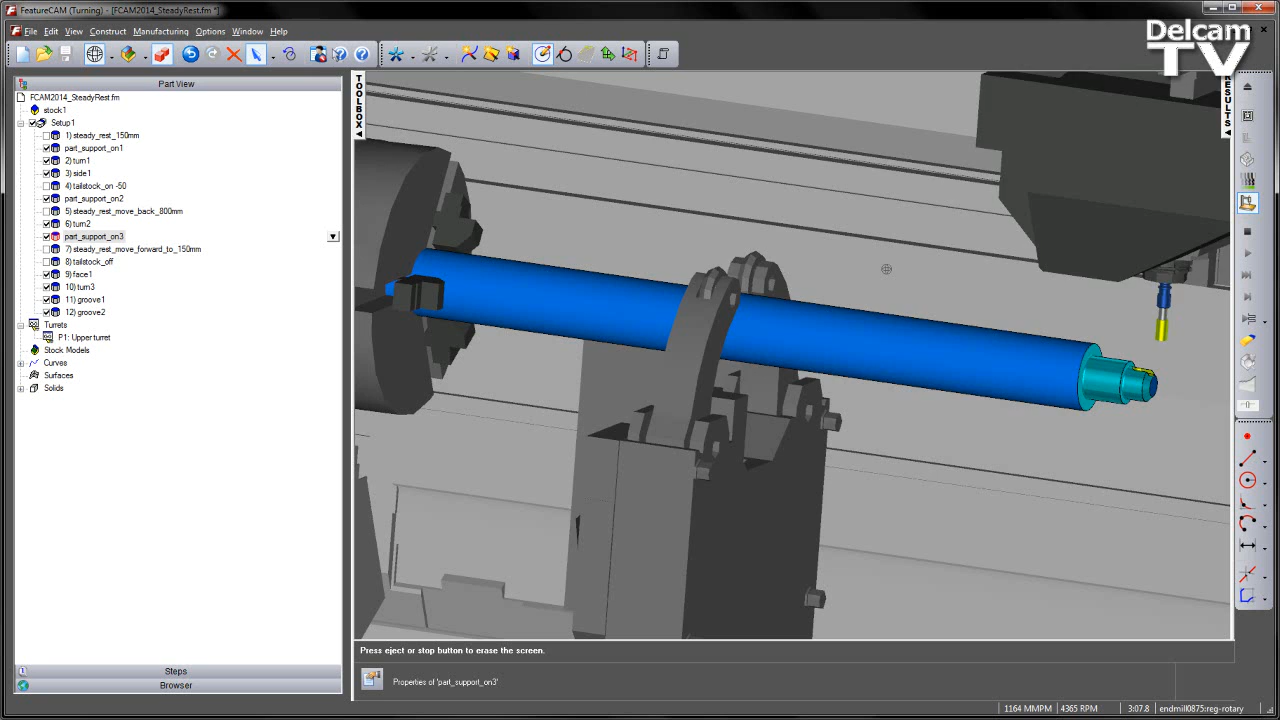 FeatureCAM (Turning) - [FCAM2014_SteadyRest.fm *]
File Edit View Construct Manufacturing Options Window Help
Delcam
TV
Part View
FCAM2014_SteadyRest.fm
stock1
Setup1
1) steady_rest_150mm
part_support_on1
2) turn1
3) side1
4) tailstock_on -50
part_support_on2
5) steady_rest_move_back_800mm
6) turn2
part_support_on3
7) steady_rest_move_forward_to_150mm
8) tailstock_off
9) face1
10) turn3
11) groove1
12) groove2
Turrets
P1: Upper turret
Stock Models
Curves
Surfaces
Solids
TOOLBOX
RESULTS
Steps
Browser
Press eject or stop button to erase the screen.
Properties of 'part_support_on3'
1164 MMPM 4365 RPM 3:07.8 endmill0875:reg-rotary